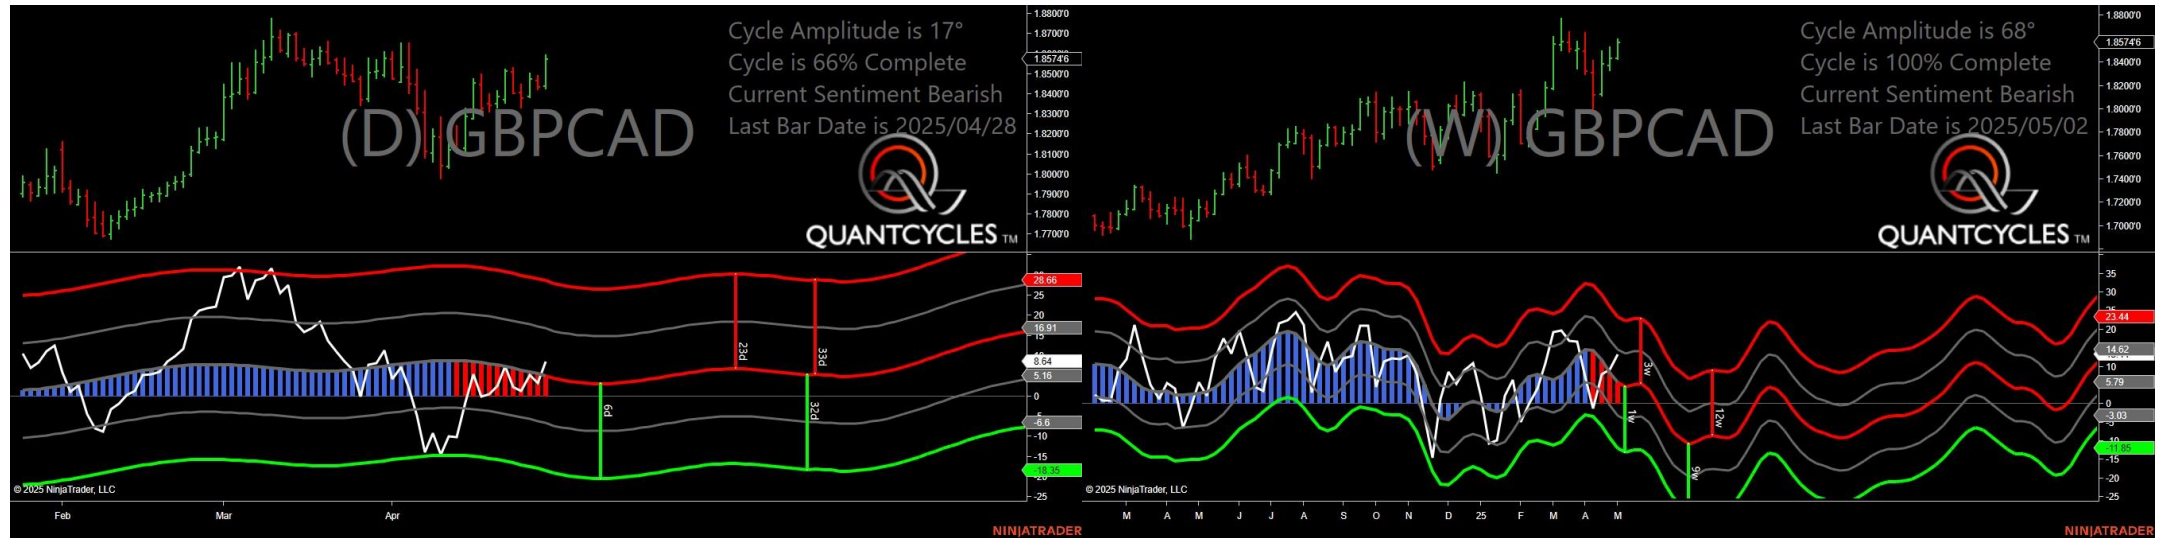 Cycle Amplitude is 17°
Cycle is 66% Complete
Current Sentiment Bearish
Last Bar Date is 2025/04/28
(D) GBPCAD
QUANTCYCLES TM
1.8800'0
1.8700'0
1.8574'6
1.8500'0
1.8400'0
1.8300'0
1.8200'0
1.8100'0
1.8000'0
1.7900'0
1.7800'0
1.7700'0
28.66
25
20
16.91
15
8.64
5.16
0
-6.6
-10
-15
-18.35
-25
23d
33d
6d
32d
© 2025 NinjaTrader, LLC
Feb Mar Apr
NINJATRADER
Cycle Amplitude is 68°
Cycle is 100% Complete
Current Sentiment Bearish
Last Bar Date is 2025/05/02
(W) GBPCAD
QUANTCYCLES TM
1.8800'0
1.8574'6
1.8400'0
1.8200'0
1.8000'0
1.7800'0
1.7600'0
1.7400'0
1.7200'0
1.7000'0
35
30
23.44
20
14.62
10
5.79
0
-3.03
-11.85
-15
-20
-25
3w
1w
12w
9w
© 2025 NinjaTrader, LLC
M A M J J A S O N D 25 F M A M
NINJATRADER